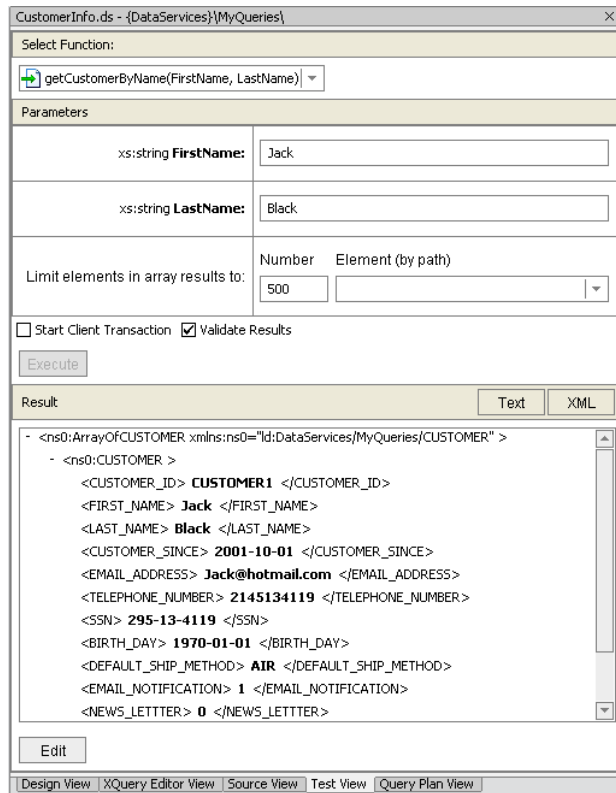 CustomerInfo.ds - {DataServices}\MyQueries\
Select Function:
getCustomerByName(FirstName, LastName)
Parameters
xs:string FirstName: Jack
xs:string LastName: Black
Number Element (by path)
Limit elements in array results to: 500
Start Client Transaction Validate Results
Execute
Result Text XML
- <ns0:ArrayOfCUSTOMER xmlns:ns0="ld:DataServices/MyQueries/CUSTOMER" >
- <ns0:CUSTOMER >
<CUSTOMER_ID> CUSTOMER1 </CUSTOMER_ID>
<FIRST_NAME> Jack </FIRST_NAME>
<LAST_NAME> Black </LAST_NAME>
<CUSTOMER_SINCE> 2001-10-01 </CUSTOMER_SINCE>
<EMAIL_ADDRESS> Jack@hotmail.com </EMAIL_ADDRESS>
<TELEPHONE_NUMBER> 2145134119 </TELEPHONE_NUMBER>
<SSN> 295-13-4119 </SSN>
<BIRTH_DAY> 1970-01-01 </BIRTH_DAY>
<DEFAULT_SHIP_METHOD> AIR </DEFAULT_SHIP_METHOD>
<EMAIL_NOTIFICATION> 1 </EMAIL_NOTIFICATION>
<NEWS_LETTTER> 0 </NEWS_LETTTER>
Edit
Design View XQuery Editor View Source View Test View Query Plan View